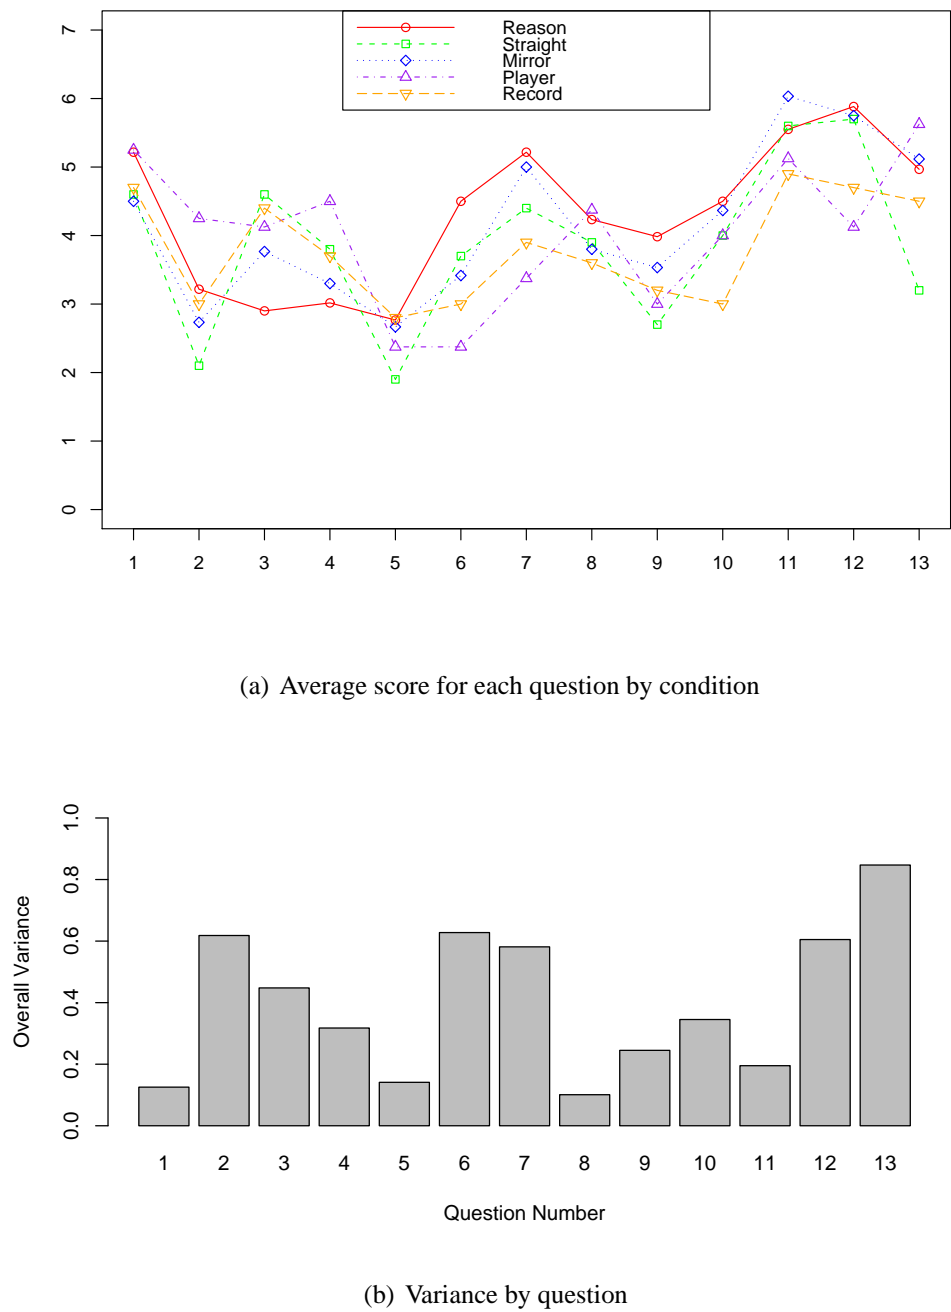 Reason
Straight
Mirror
Player
Record
7
6
5
4
3
2
1
0
1 2 3 4 5 6 7 8 9 10 11 12 13
(a) Average score for each question by condition
1.0
0.8
0.6
0.4
0.2
0.0
Overall Variance
1 2 3 4 5 6 7 8 9 10 11 12 13
Question Number
(b) Variance by question